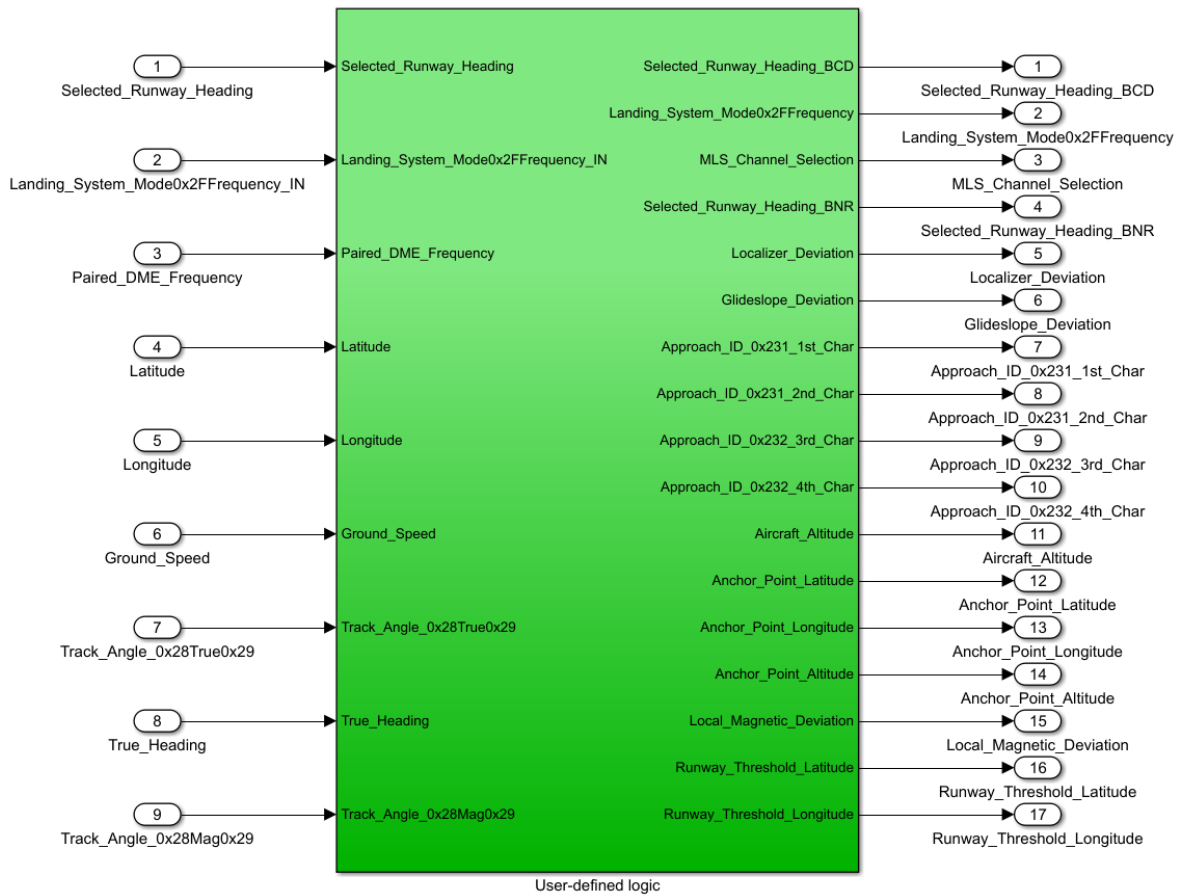 1
Selected_Runway_Heading
2
Landing_System_Mode0x2FFrequency_IN
3
Paired_DME_Frequency
4
Latitude
5
Longitude
6
Ground_Speed
7
Track_Angle_0x28True0x29
8
True_Heading
9
Track_Angle_0x28Mag0x29
Selected_Runway_Heading
Landing_System_Mode0x2FFrequency_IN
Paired_DME_Frequency
Latitude
Longitude
Ground_Speed
Track_Angle_0x28True0x29
True_Heading
Track_Angle_0x28Mag0x29
Selected_Runway_Heading_BCD
Landing_System_Mode0x2FFrequency
MLS_Channel_Selection
Selected_Runway_Heading_BNR
Localizer_Deviation
Glideslope_Deviation
Approach_ID_0x231_1st_Char
Approach_ID_0x231_2nd_Char
Approach_ID_0x232_3rd_Char
Approach_ID_0x232_4th_Char
Aircraft_Altitude
Anchor_Point_Latitude
Anchor_Point_Longitude
Anchor_Point_Altitude
Local_Magnetic_Deviation
Runway_Threshold_Latitude
Runway_Threshold_Longitude
1
Selected_Runway_Heading_BCD
2
Landing_System_Mode0x2FFrequency
3
MLS_Channel_Selection
4
Selected_Runway_Heading_BNR
5
Localizer_Deviation
6
Glideslope_Deviation
7
Approach_ID_0x231_1st_Char
8
Approach_ID_0x231_2nd_Char
9
Approach_ID_0x232_3rd_Char
10
Approach_ID_0x232_4th_Char
11
Aircraft_Altitude
12
Anchor_Point_Latitude
13
Anchor_Point_Longitude
14
Anchor_Point_Altitude
15
Local_Magnetic_Deviation
16
Runway_Threshold_Latitude
17
Runway_Threshold_Longitude
User-defined logic